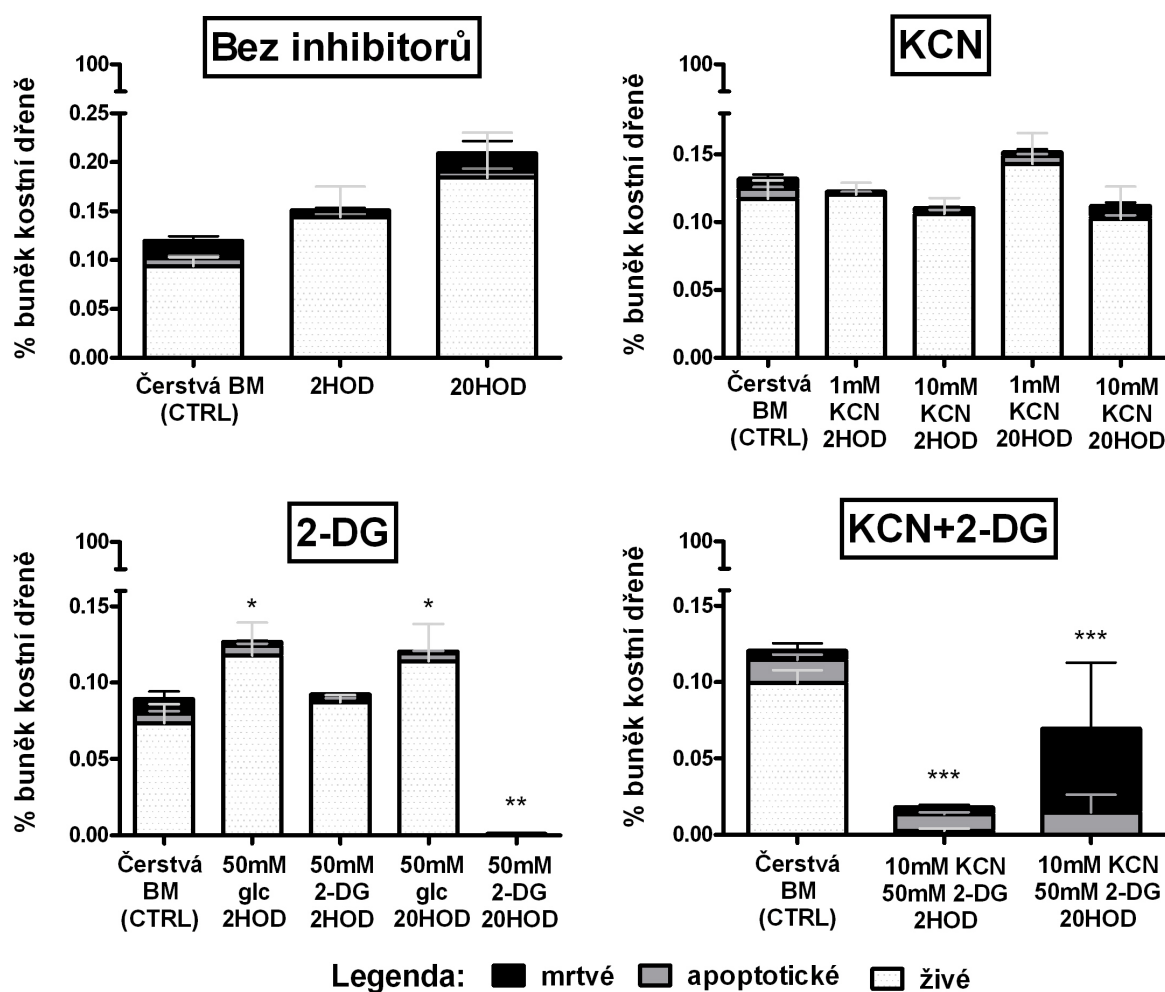 Bez inhibitorů
% buněk kostní dřeně
100
0.25
0.20
0.15
0.10
0.05
0.00
Čerstvá BM
(CTRL)
2HOD
20HOD
KCN
% buněk kostní dřeně
100
0.15
0.10
0.05
0.00
Čerstvá
BM
(CTRL)
1mM
KCN
2HOD
10mM
KCN
2HOD
1mM
KCN
20HOD
10mM
KCN
20HOD
2-DG
% buněk kostní dřeně
100
0.15
0.10
0.05
0.00
*
*
**
Čerstvá
BM
(CTRL)
50mM
glc
2HOD
50mM
2-DG
2HOD
50mM
glc
20HOD
50mM
2-DG
20HOD
KCN+2-DG
% buněk kostní dřeně
100
0.15
0.10
0.05
0.00
***
***
Čerstvá
BM
(CTRL)
10mM KCN
50mM 2-DG
2HOD
10mM KCN
50mM 2-DG
20HOD
Legenda: mrtvé apoptotické živé